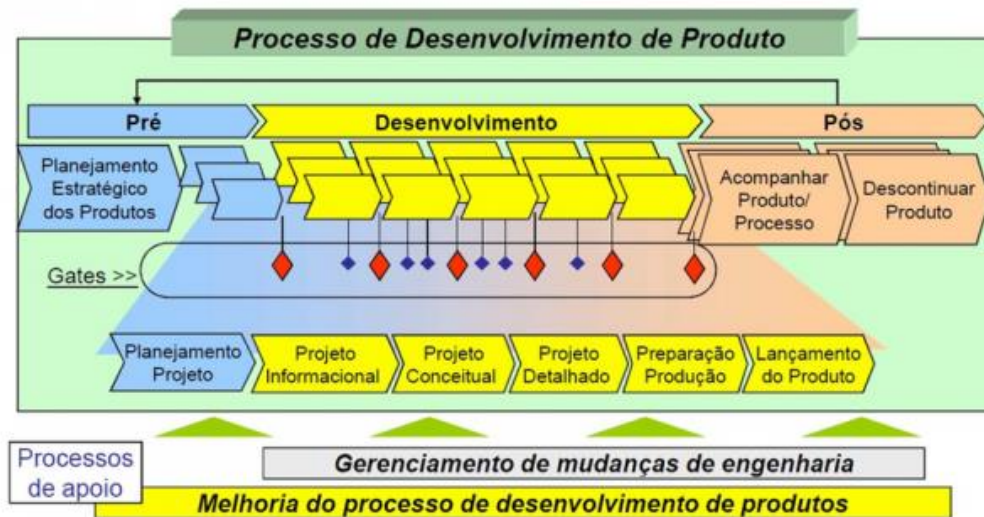 Processo de Desenvolvimento de Produto
Pré
Desenvolvimento
Pós
Planejamento
Estratégico
dos Produtos
Acompanhar
Produto/
Processo
Descontinuar
Produto
Gates >>
Planejamento
Projeto
Projeto
Informacional
Projeto
Conceitual
Projeto
Detalhado
Preparação
Produção
Lançamento
do Produto
Processos
de apoio
Gerenciamento de mudanças de engenharia
Melhoria do processo de desenvolvimento de produtos